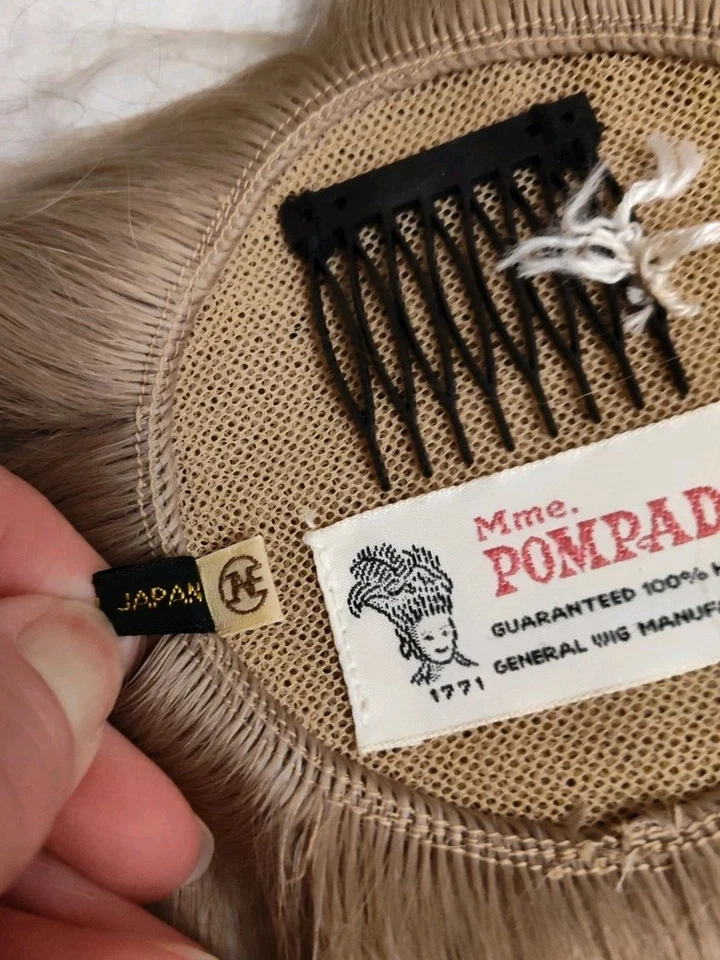 Mme.
POMPAD
GUARANTEED 100% H
GENERAL WIG MANUF
1771
JAPAN